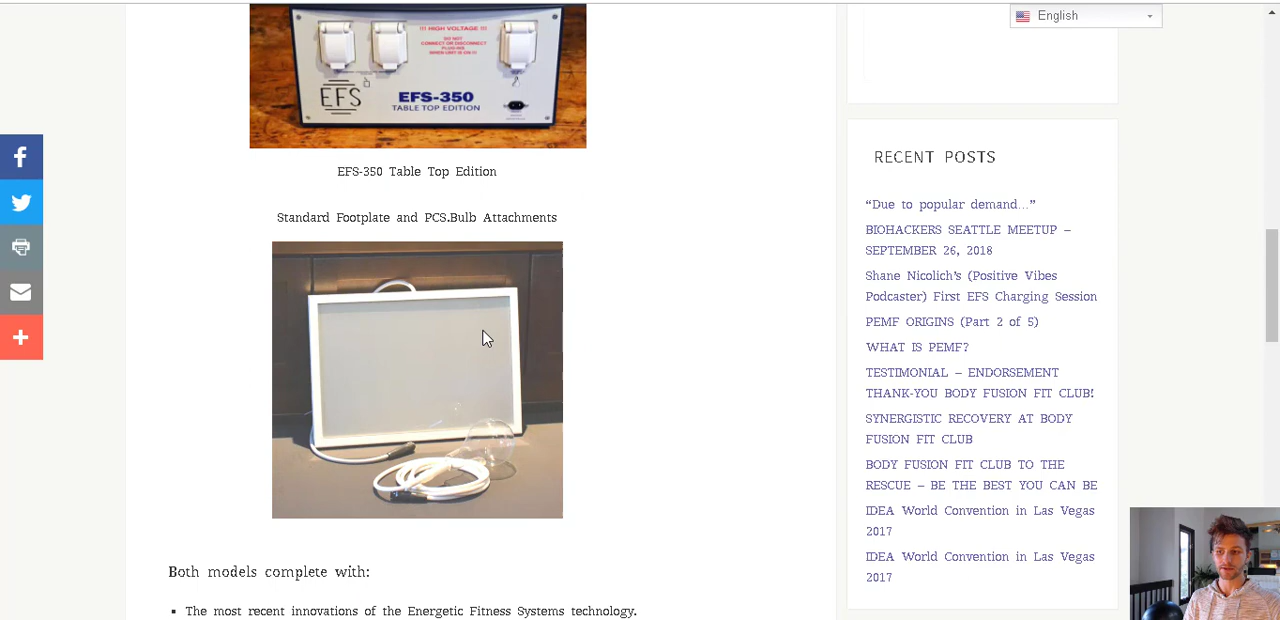 English
!!! HIGH VOLTAGE !!!
DO NOT
CONNECT OR DISCONNECT
EFS
EFS-350
TABLE TOP EDITION
EFS-350 Table Top Edition
Standard Footplate and PCS.Bulb Attachments
Both models complete with:
▪ The most recent innovations of the Energetic Fitness Systems technology.
RECENT POSTS
“Due to popular demand…”
BIOHACKERS SEATTLE MEETUP –
SEPTEMBER 26, 2018
Shane Nicolich’s (Positive Vibes
Podcaster) First EFS Charging Session
PEMF ORIGINS (Part 2 of 5)
WHAT IS PEMF?
TESTIMONIAL – ENDORSEMENT
THANK-YOU BODY FUSION FIT CLUB!
SYNERGISTIC RECOVERY AT BODY
FUSION FIT CLUB
BODY FUSION FIT CLUB TO THE
RESCUE – BE THE BEST YOU CAN BE
IDEA World Convention in Las Vegas
2017
IDEA World Convention in Las Vegas
2017